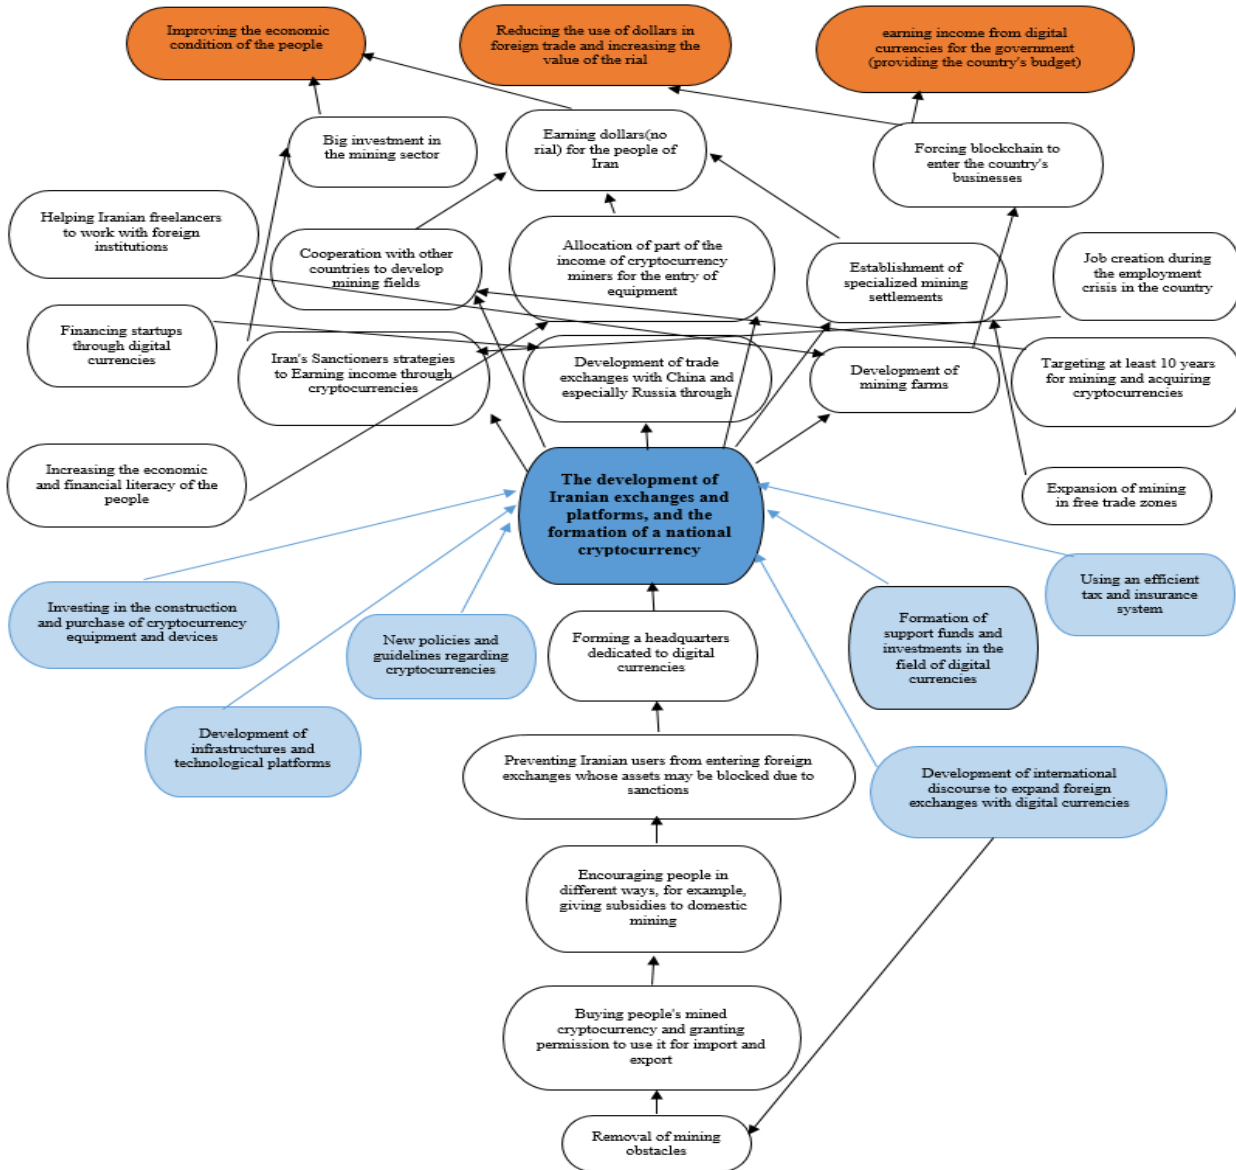 Improving the economic
condition of the people
Reducing the use of dollars in
foreign trade and increasing the
value of the rial
earning income from digital
currencies for the government
(providing the country's budget)
Big investment in
the mining sector
Earning dollars(no
rial) for the people of
Iran
Forcing blockchain to
enter the country's
businesses
Helping Iranian freelancers
to work with foreign
institutions
Cooperation with other
countries to develop
mining fields
Allocation of part of the
income of cryptocurrency
miners for the entry of
equipment
Establishment of
specialized mining
settlements
Job creation during
the employment
crisis in the country
Financing startups
through digital
currencies
Iran's Sanctioners strategies
to Earning income through
cryptocurrencies
Development of trade
exchanges with China and
especially Russia through
Development of
mining farms
Targeting at least 10 years
for mining and acquiring
cryptocurrencies
Increasing the economic
and financial literacy of the
people
The development of
Iranian exchanges and
platforms, and the
formation of a national
cryptocurrency
Expansion of mining
in free trade zones
Investing in the construction
and purchase of cryptocurrency
equipment and devices
New policies and
guidelines regarding
cryptocurrencies
Forming a headquarters
dedicated to digital
currencies
Formation of
support funds and
investments in the
field of digital
currencies
Using an efficient
tax and insurance
system
Development of
infrastructures and
technological platforms
Preventing Iranian users from entering foreign
exchanges whose assets may be blocked due to
sanctions
Development of international
discourse to expand foreign
exchanges with digital currencies
Encouraging people in
different ways, for example,
giving subsidies to domestic
mining
Buying people's mined
cryptocurrency and granting
permission to use it for import and
export
Removal of mining
obstacles